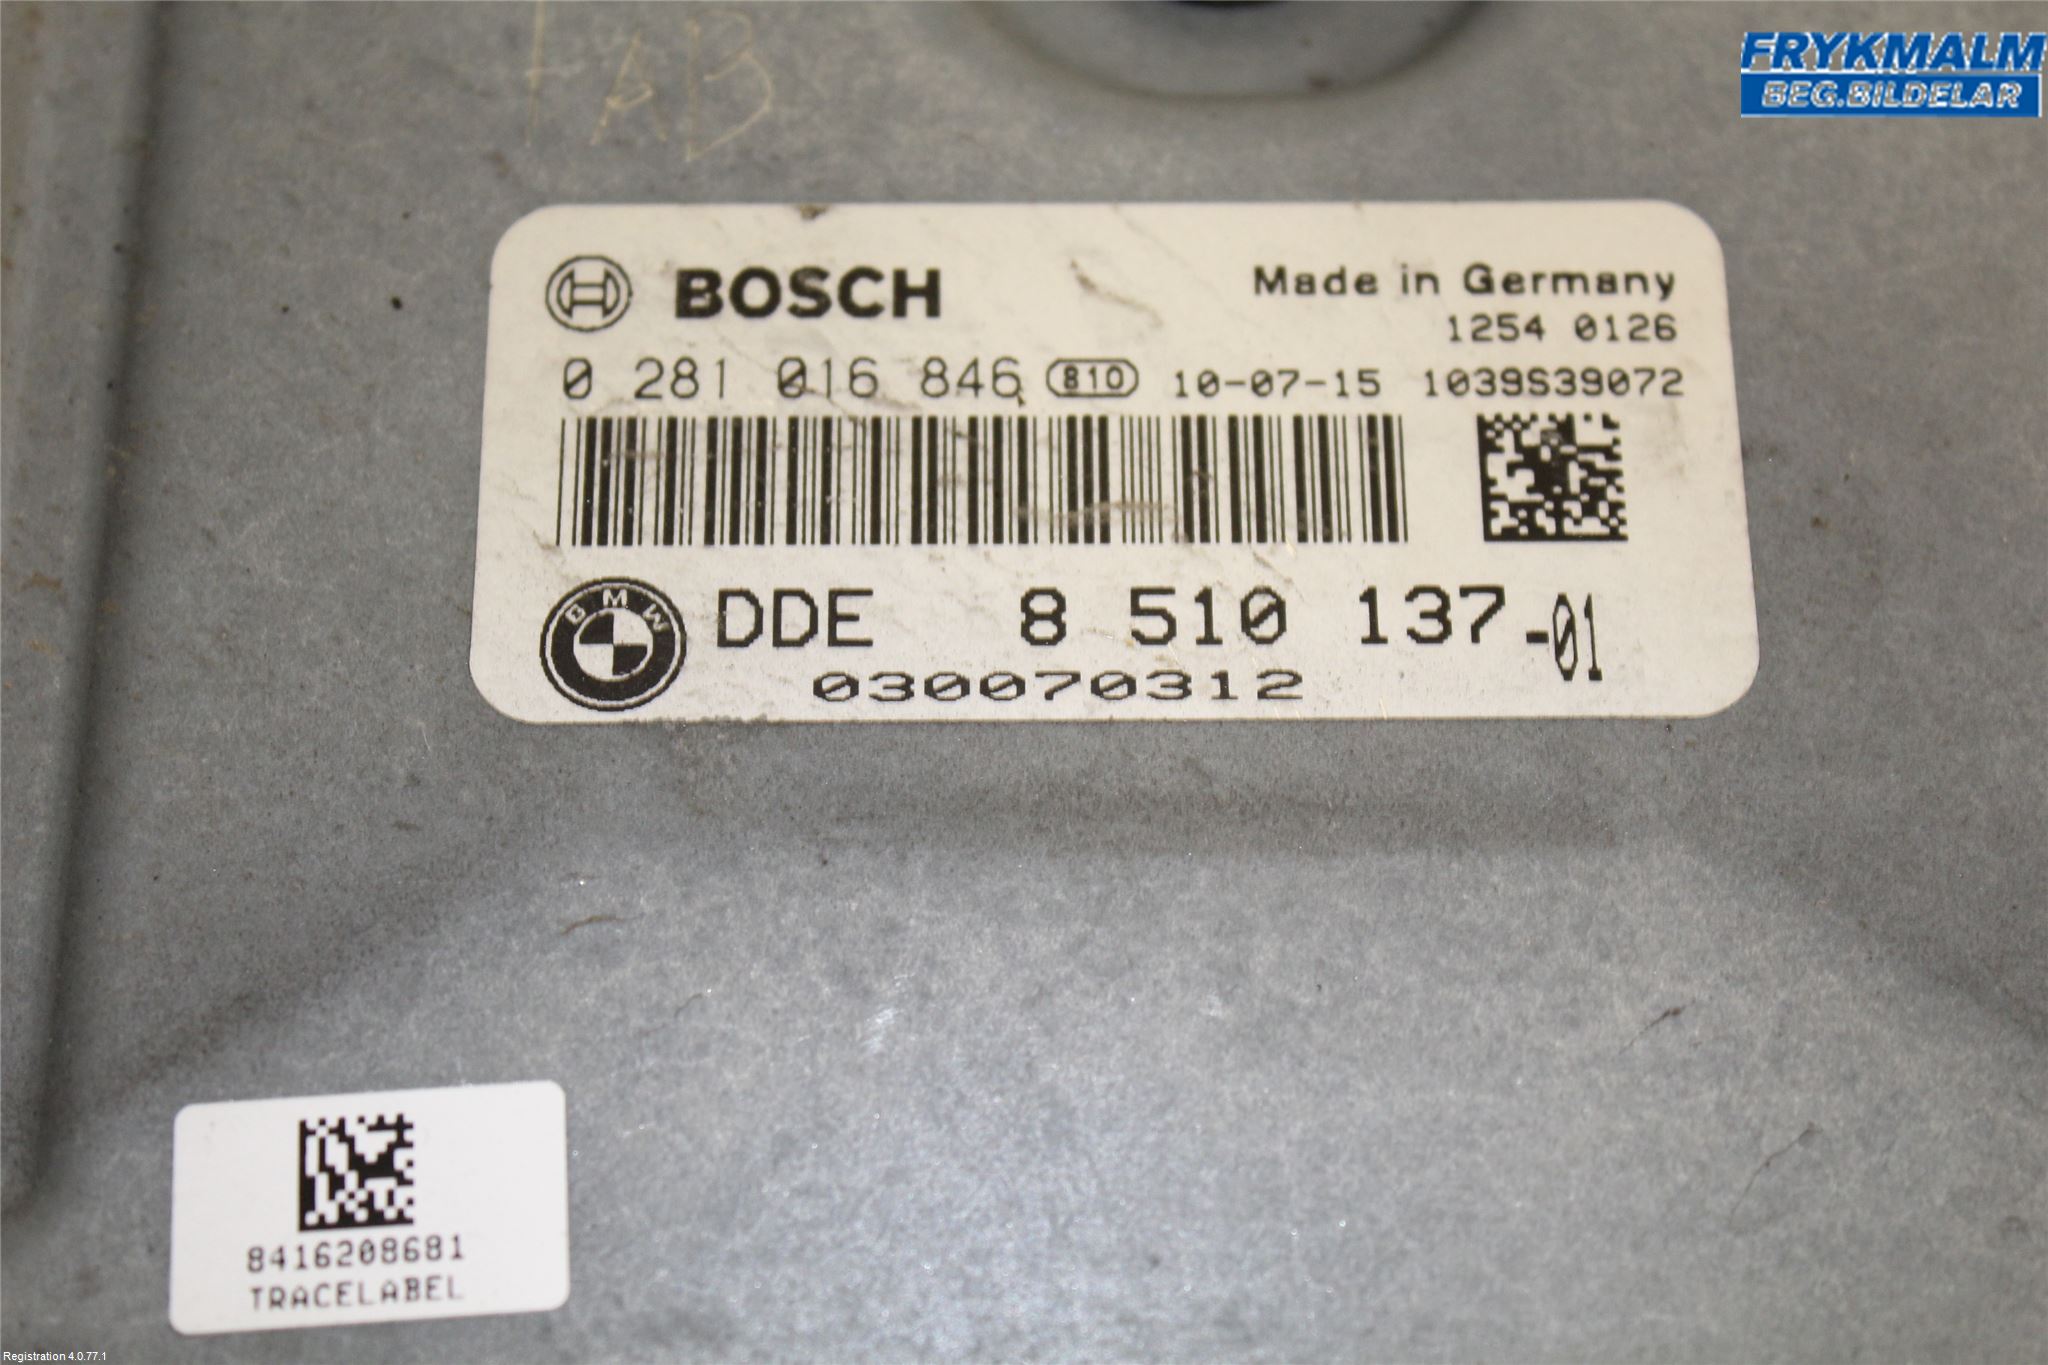 FRYKMALM
BEG.BILDELAR
BOSCH
Made in Germany
1254 0126
0 281 016 846 810 10-07-15 1039S39072
BMW
DDE 8 510 137-01
030070312
8416208681
TRACELABEL
Registration 4.0.77.1